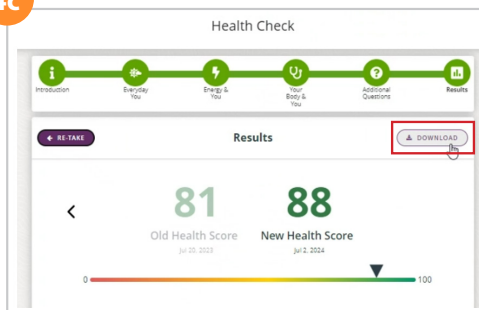 4C
Health Check
Introduction
Everyday
You
Energy &
You
Your
Body &
You
Additional
Questions
Results
← RE-TAKE
Results
DOWNLOAD
81
88
Old Health Score
New Health Score
Jul 20, 2023
Jul 2, 2024
0
100